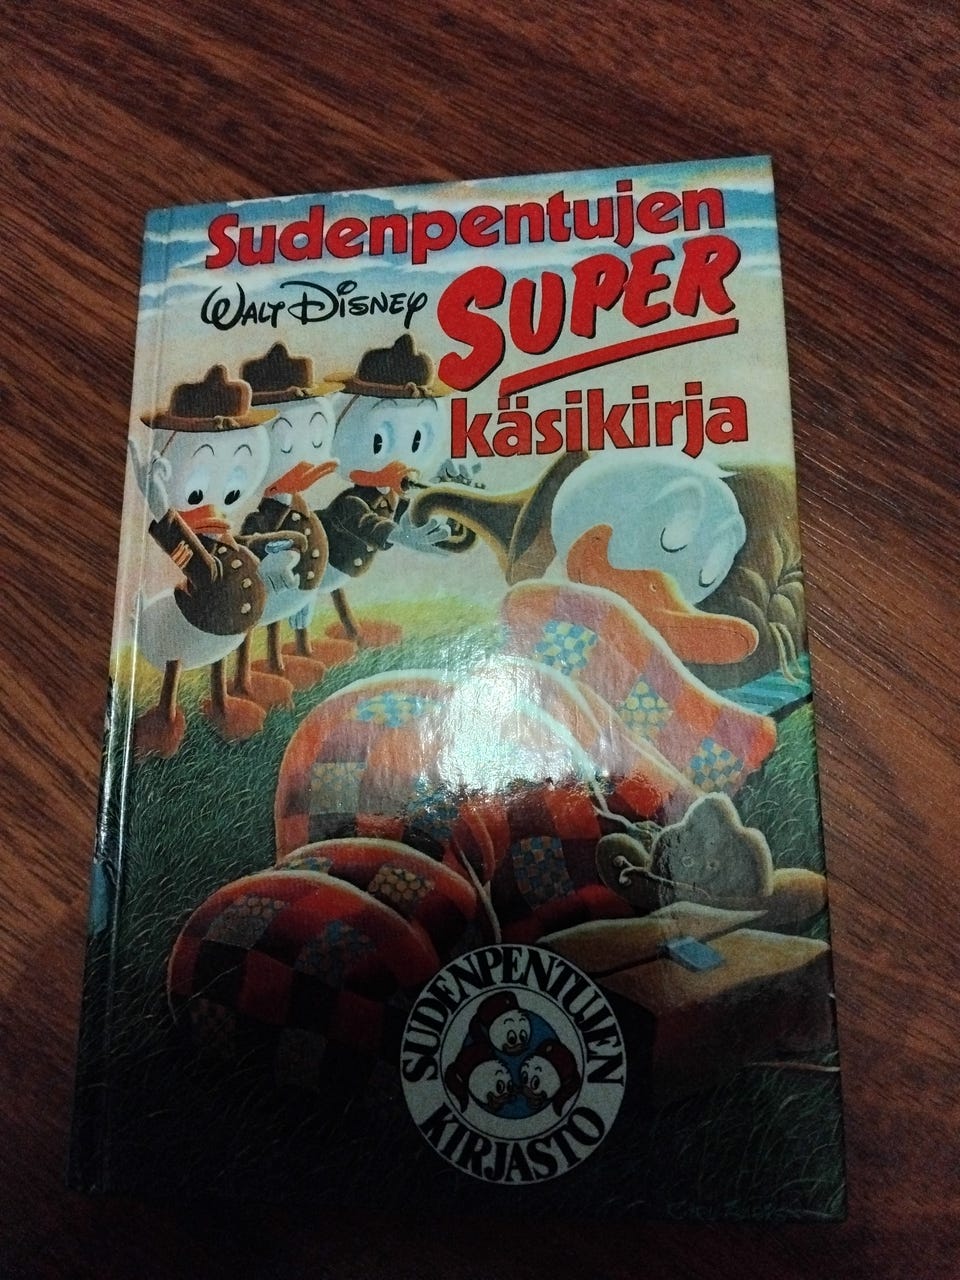 Sudenpentujen
WALT DISNEY
SUPER
käsikirja
SUDENPENTUJEN
KIRJASTO